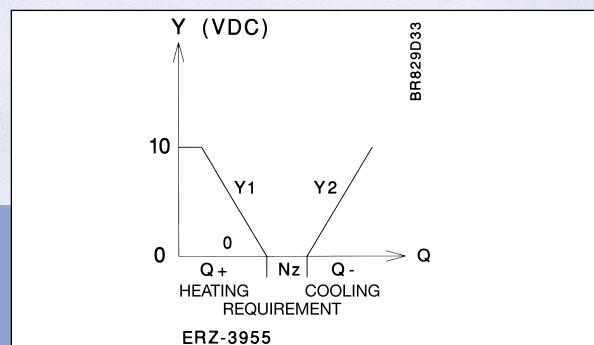 Y (VDC)
BR829D33
10
Y1
Y2
0
0
Q
Q+
Nz
Q-
HEATING
COOLING
REQUIREMENT
ERZ-3955